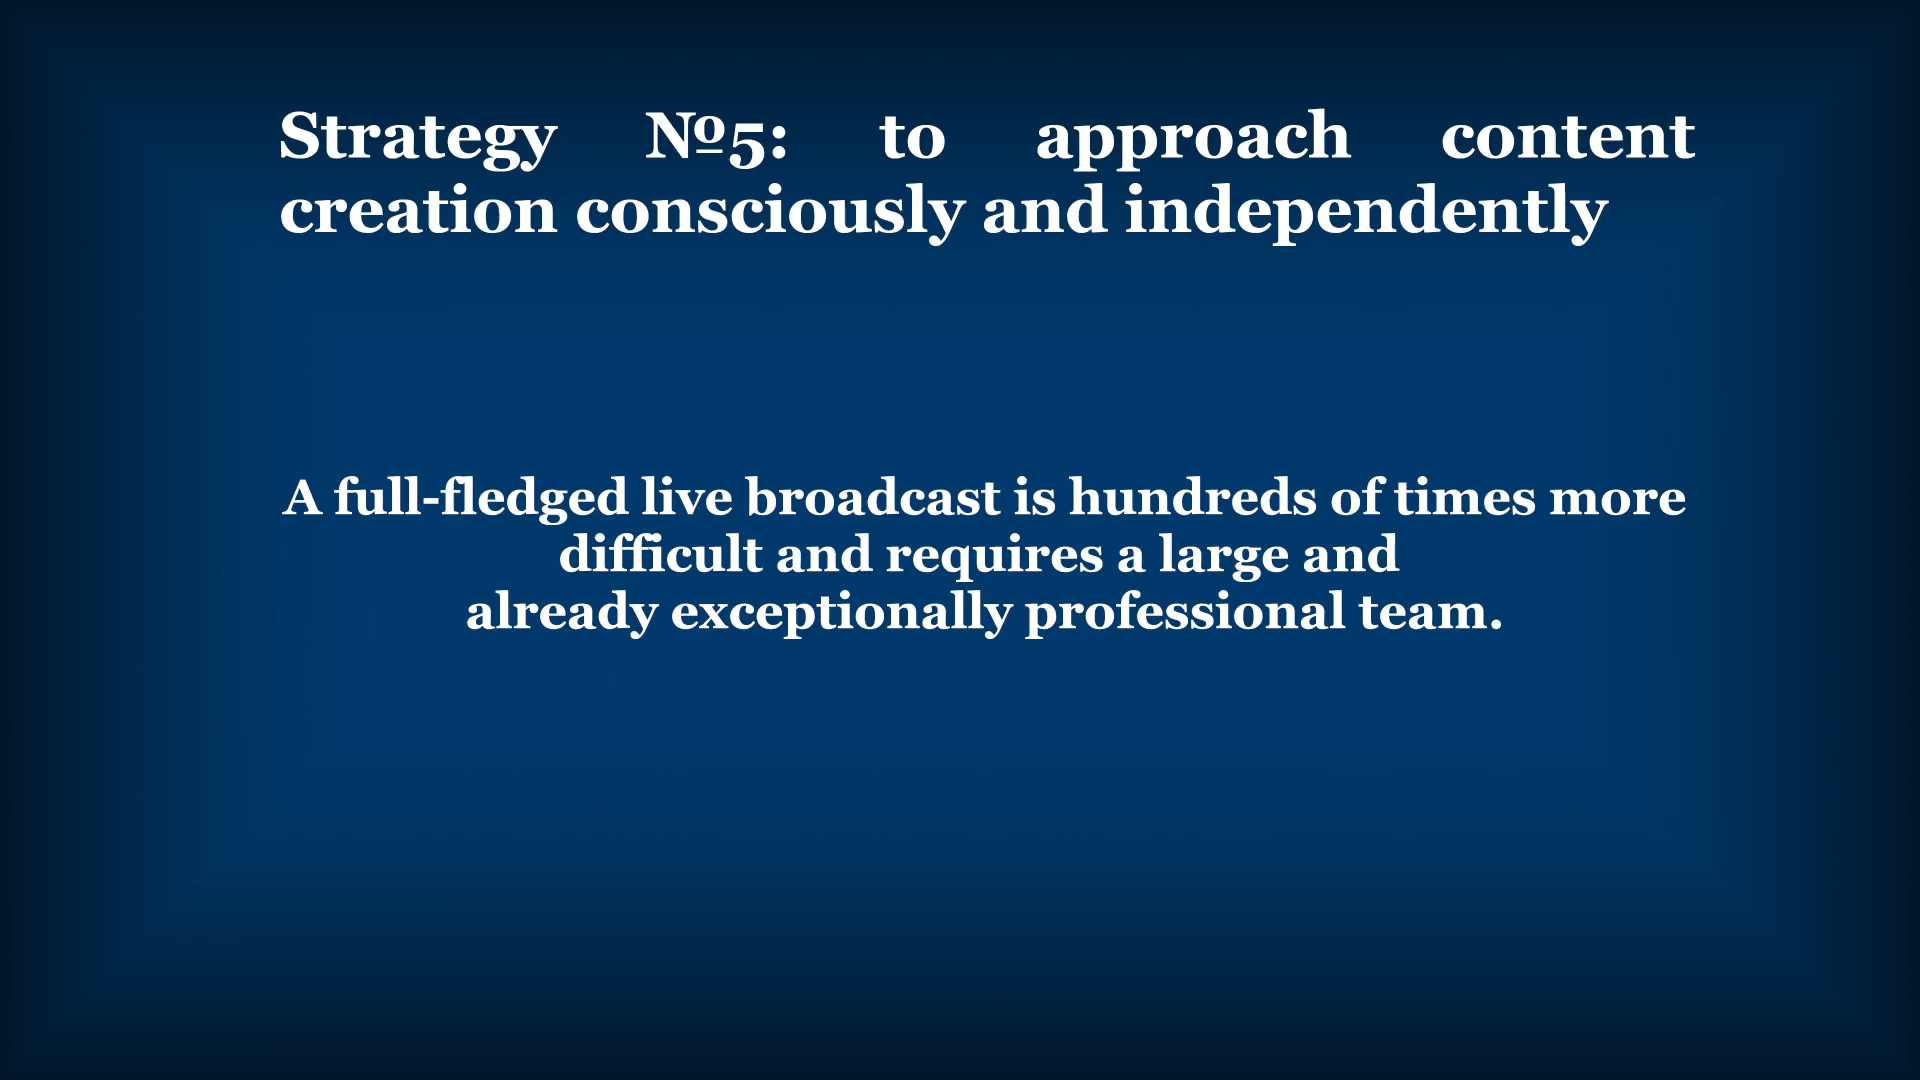 Strategy №5: to approach content
creation consciously and independently
A full-fledged live broadcast is hundreds of times more
difficult and requires a large and
already exceptionally professional team.